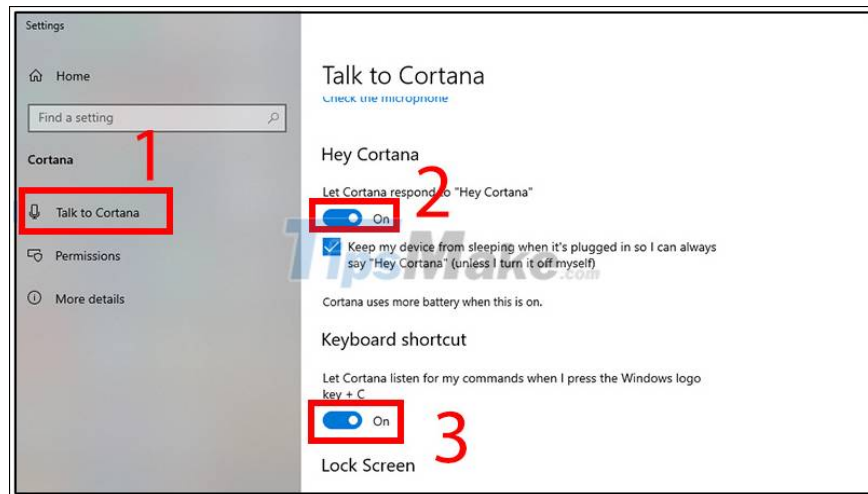 Settings
Home
Find a setting
Cortana
1
Talk to Cortana
Permissions
More details
Talk to Cortana
Check the microphone
Hey Cortana
Let Cortana respond to "Hey Cortana"
2
On
Keep my device from sleeping when it's plugged in so I can always
say "Hey Cortana" (unless I turn it off myself)
TipsMake.com
Cortana uses more battery when this is on.
Keyboard shortcut
Let Cortana listen for my commands when I press the Windows logo
key + C
On
3
Lock Screen